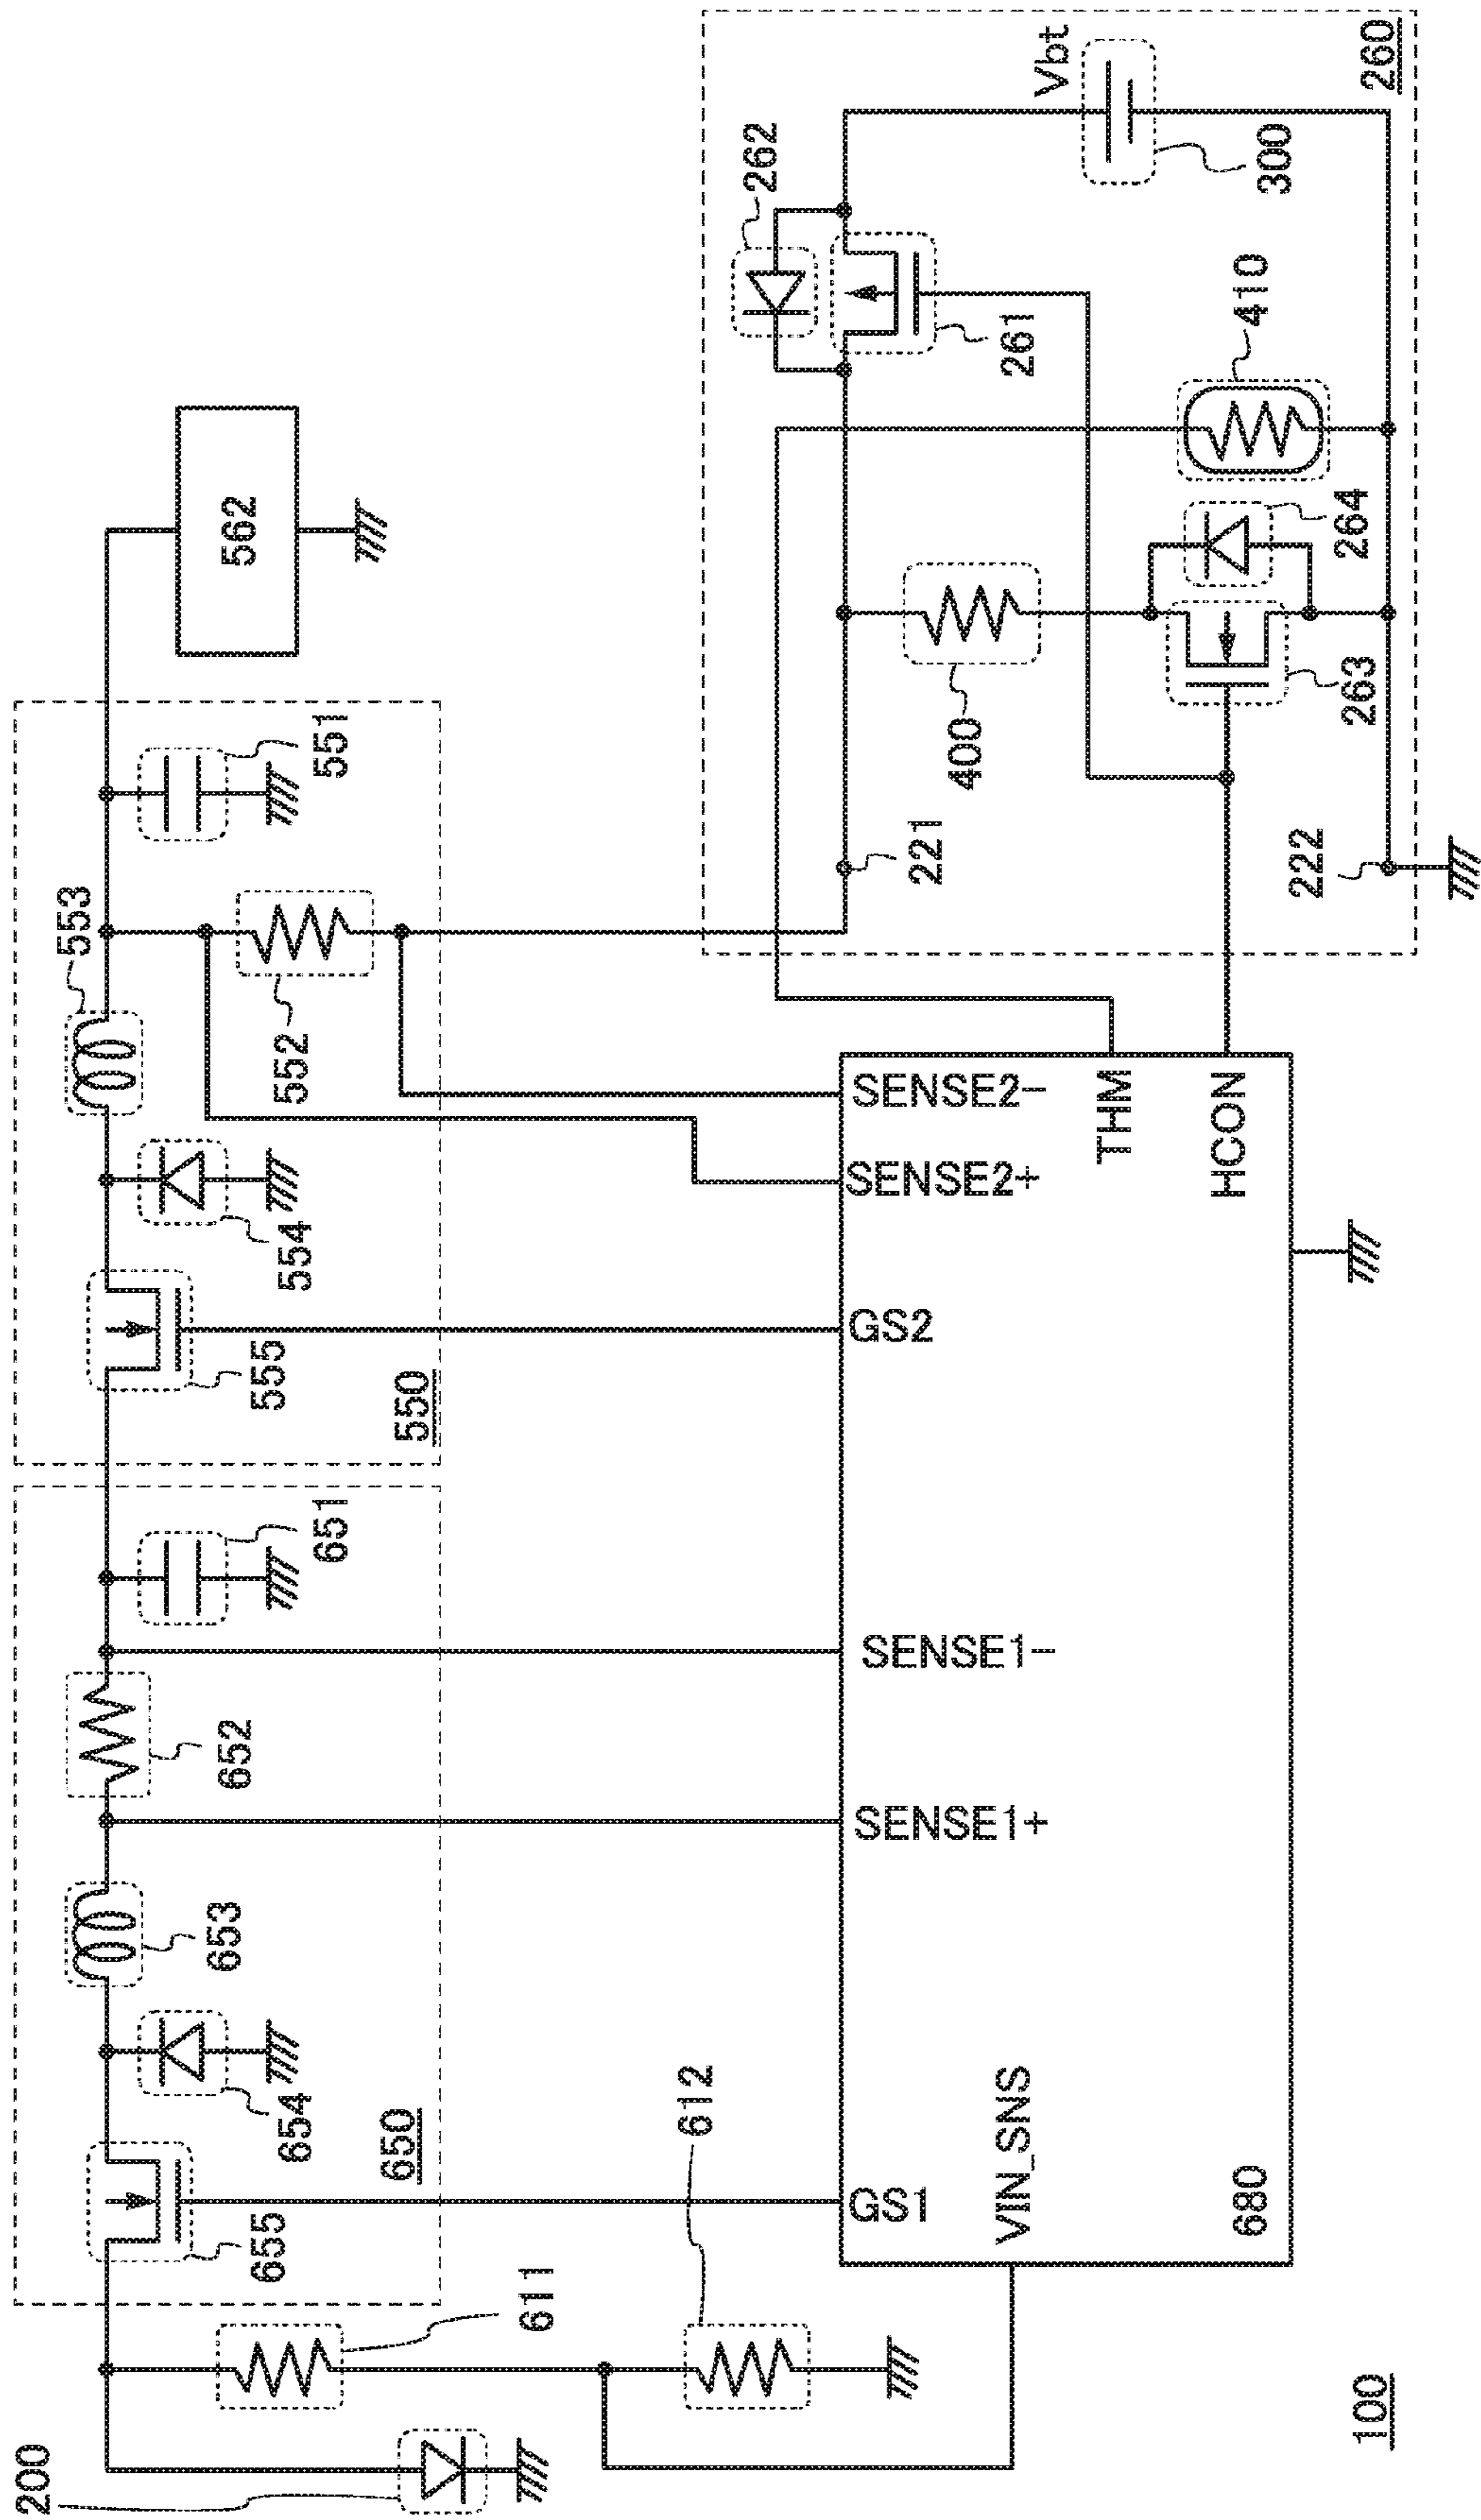 200
611
612
655
654
650
653
652
651
555
550
554
553
552
551
562
GS1
SENSE1+
SENSE1-
GS2
SENSE2+
SENSE2-
VIN_SNS
THM
HCON
680
221
222
400
263
264
410
261
262
Vbt
300
260
100